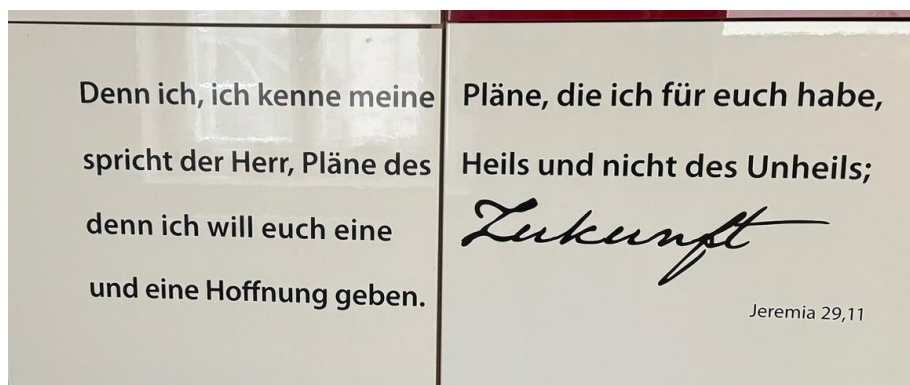 Denn ich, ich kenne meine Pläne, die ich für euch habe,
spricht der Herr, Pläne des Heils und nicht des Unheils;
denn ich will euch eine Zukunft
und eine Hoffnung geben.
Jeremia 29,11